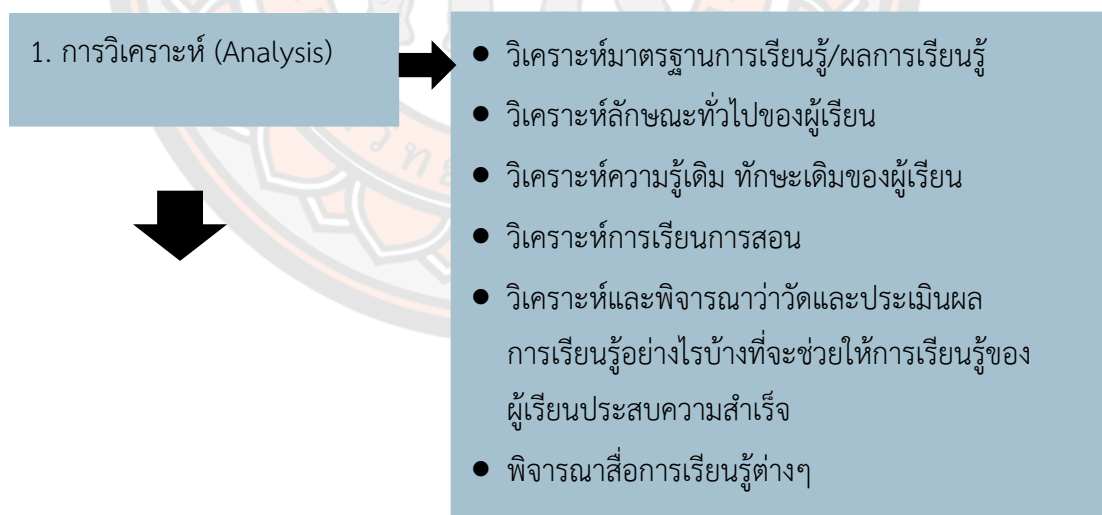 1. การวิเคราะห์ (Analysis)
● วิเคราะห์มาตรฐานการเรียนรู้/ผลการเรียนรู้
● วิเคราะห์ลักษณะทั่วไปของผู้เรียน
● วิเคราะห์ความรู้เดิม ทักษะเดิมของผู้เรียน
● วิเคราะห์การเรียนการสอน
● วิเคราะห์และพิจารณาว่าวัดและประเมินผล
การเรียนรู้อย่างไรบ้างที่จะช่วยให้การเรียนรู้ของ
ผู้เรียนประสบความสำเร็จ
● พิจารณาสื่อการเรียนรู้ต่างๆ